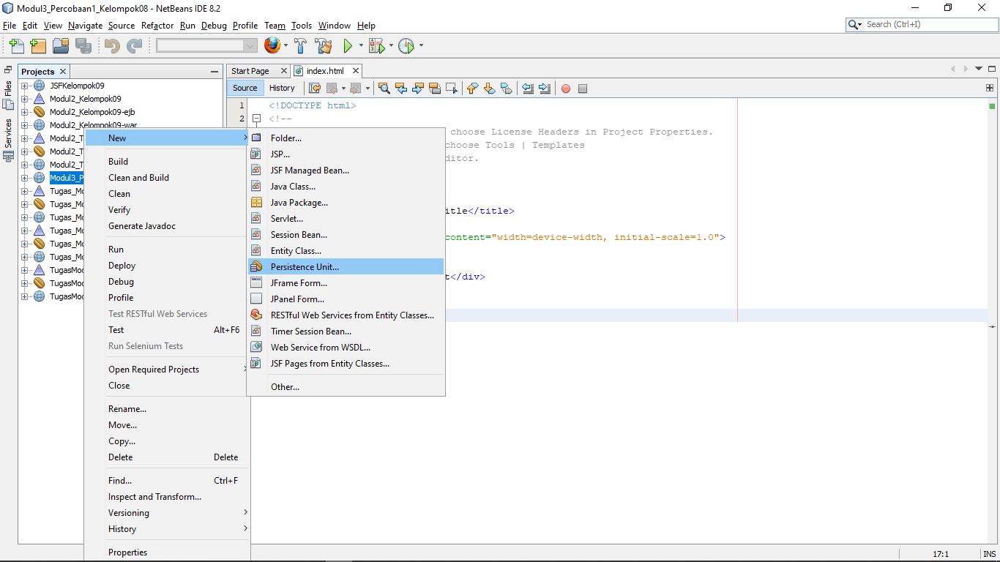 Modul3_Percobaan1_Kelompok08 - NetBeans IDE 8.2
File Edit View Navigate Source Refactor Run Debug Profile Team Tools Window Help
Search (Ctrl+I)
Projects
Start Page
index.html
Files
Services
Source
History
JSFKelompok09
Modul2_Kelompok09
Modul2_Kelompok09-ejb
Modul2_Kelompok09-war
Modul2_T
Modul2_T
Modul2_T
Modul3_P
Tugas_Mo
Tugas_Mo
Tugas_Mo
Tugas_Mo
Tugas_Mo
Tugas_Mo
TugasMod
TugasMod
TugasMod
1 <!DOCTYPE html>
2 <!--
choose License Headers in Project Properties.
choose Tools | Templates
ditor.
itle</title>
content="width=device-width, initial-scale=1.0">
t</div>
New
Build
Clean and Build
Clean
Verify
Generate Javadoc
Run
Deploy
Debug
Profile
Test RESTful Web Services
Test Alt+F6
Run Selenium Tests
Open Required Projects
Close
Rename...
Move...
Copy...
Delete Delete
Find... Ctrl+F
Inspect and Transform...
Versioning
History
Properties
Folder...
JSP...
JSF Managed Bean...
Java Class...
Java Package...
Servlet...
Session Bean...
Entity Class...
Persistence Unit...
JFrame Form...
JPanel Form...
RESTful Web Services from Entity Classes...
Timer Session Bean...
Web Service from WSDL...
JSF Pages from Entity Classes...
Other...
17:1
INS